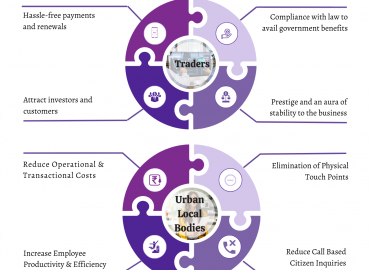 Hassle-free payments
and renewals
Compliance with law to
avail government benefits
Traders
Attract investors and
customers
Prestige and an aura of
stability to the business
Reduce Operational &
Transactional Costs
Elimination of Physical
Touch Points
Urban
Local
Bodies
Increase Employee
Productivity & Efficiency
Reduce Call Based
Citizen Inquiries